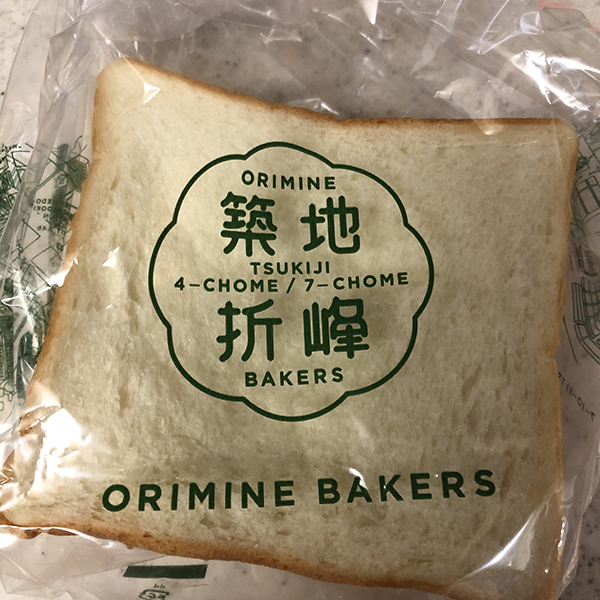 ORIMINE
築地
TSUKIJI
4-CHOME / 7-CHOME
折峰
BAKERS
ORIMINE BAKERS